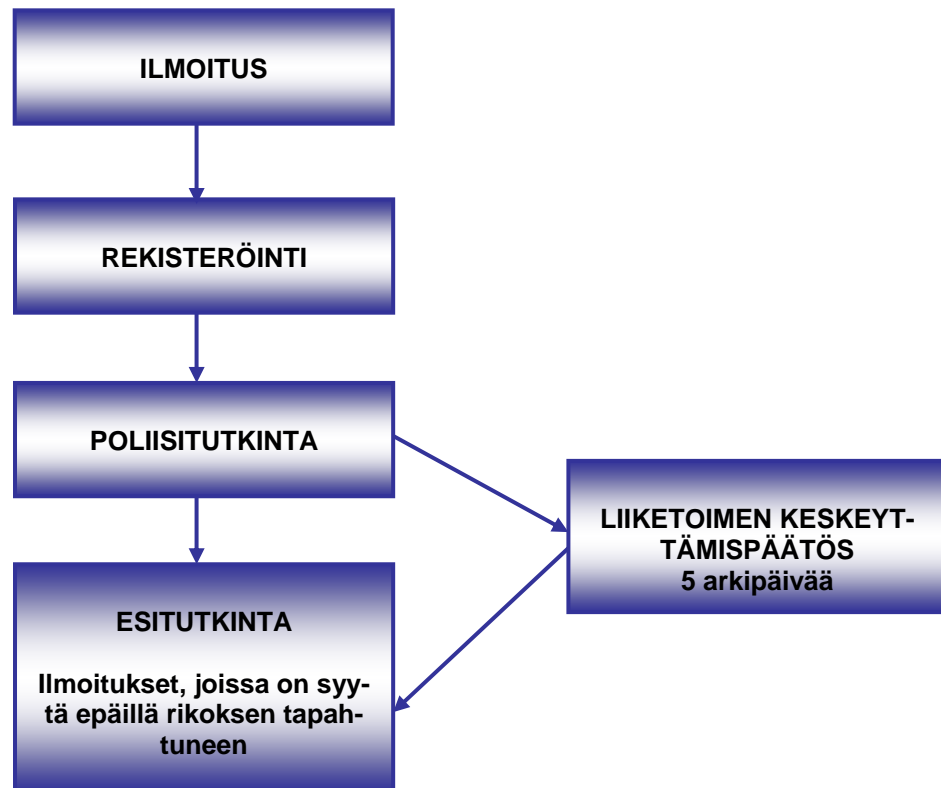 ILMOITUS
REKISTERÖINTI
POLIISITUTKINTA
LIIKETOIMEN KESKEYT-
TÄMISPÄÄTÖS
5 arkipäivää
ESITUTKINTA
Ilmoitukset, joissa on syy-
tä epäillä rikoksen tapah-
tuneen